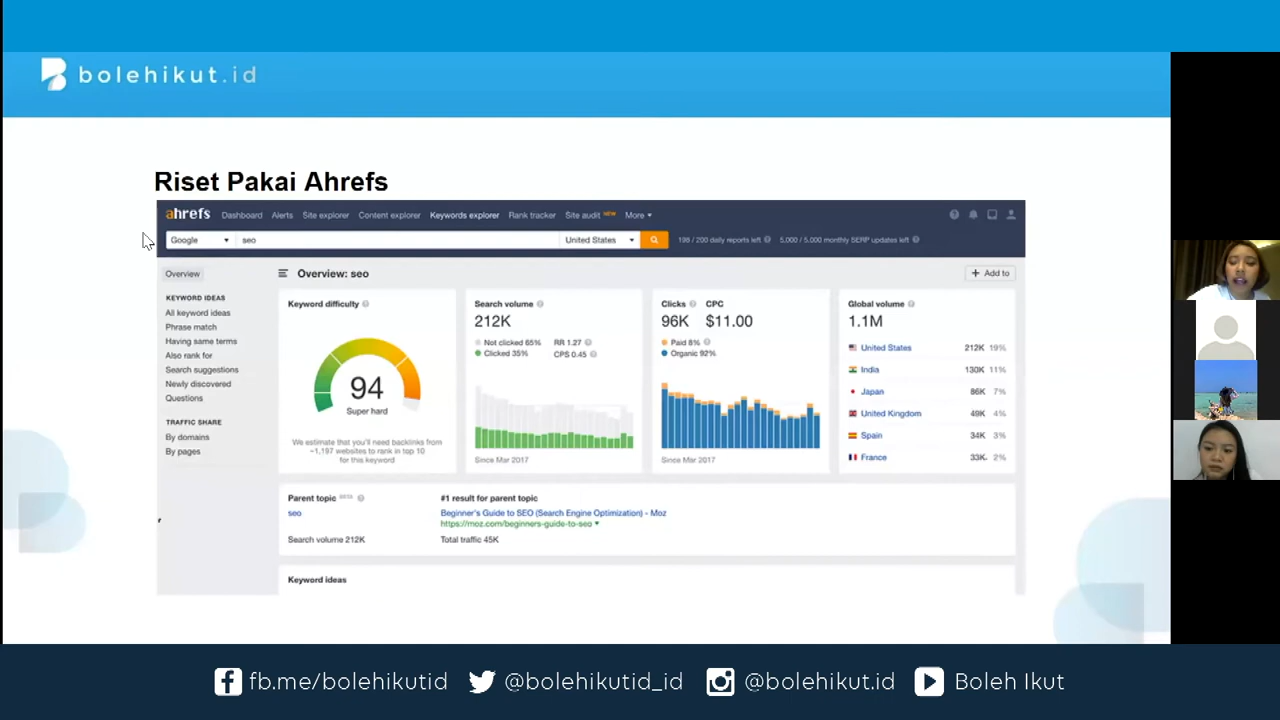 bolehikut.id
Riset Pakai Ahrefs
ahrefs Dashboard Alerts Site explorer Content explorer Keywords explorer Rank tracker Site audit NEW More
Google seo United States 198 / 200 daily reports left 5,000 / 5,000 monthly SERP updates left
Overview
KEYWORD IDEAS
All keyword ideas
Phrase match
Having same terms
Also rank for
Search suggestions
Newly discovered
Questions
TRAFFIC SHARE
By domains
By pages
Overview: seo
+ Add to
Keyword difficulty
94
Super hard
We estimate that you'll need backlinks from
~1,197 websites to rank in top 10
for this keyword
Search volume
212K
Not clicked 65% RR 1.27
Clicked 35% CPS 0.45
Since Mar 2017
Clicks CPC
96K $11.00
Paid 8%
Organic 92%
Since Mar 2017
Global volume
1.1M
United States 212K 19%
India 130K 11%
Japan 86K 7%
United Kingdom 49K 4%
Spain 34K 3%
France 33K 2%
Parent topic BETA
seo
Search volume 212K
#1 result for parent topic
Beginner's Guide to SEO (Search Engine Optimization) - Moz
https://moz.com/beginners-guide-to-seo
Total traffic 45K
Keyword ideas
fb.me/bolehikutid @bolehikutid_id @bolehikut.id Boleh Ikut